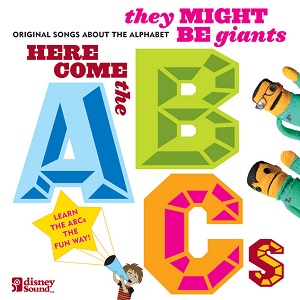 they MIGHT
BE giants
ORIGINAL SONGS ABOUT THE ALPHABET
HERE
COME the
A B
C s
LEARN
THE ABCs
THE FUN WAY!
disney
Sound